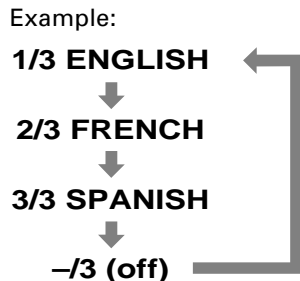 Example:
1/3 ENGLISH
2/3 FRENCH
3/3 SPANISH
–/3 (off)